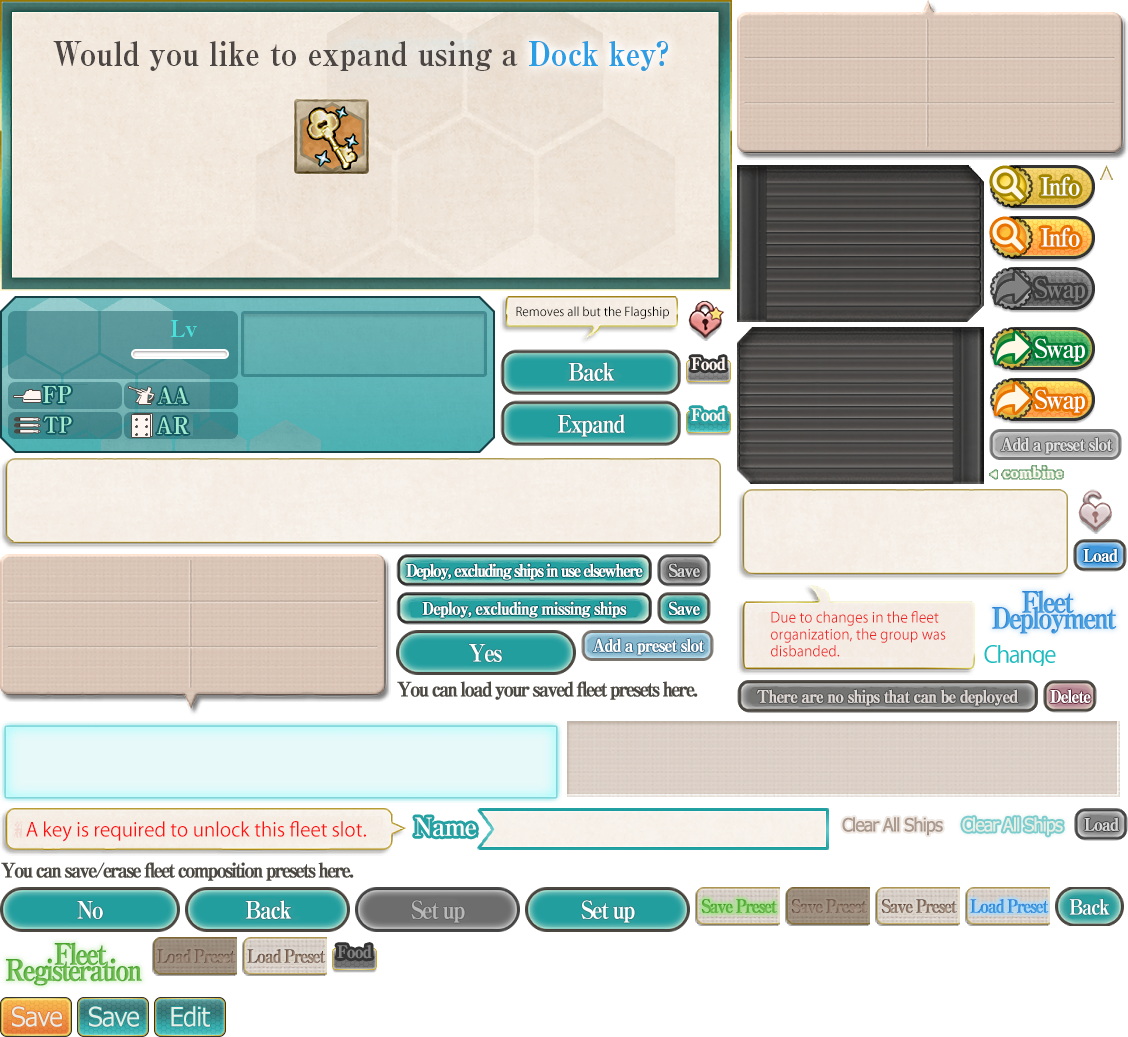 Would you like to expand using a Dock key?
Info
Info
Swap
Lv
FP
AA
TP
AR
Removes all but the Flagship
Back
Food
Expand
Food
Swap
Swap
Add a preset slot
combine
Load
Deploy, excluding ships in use elsewhere
Save
Deploy, excluding missing ships
Save
Yes
Add a preset slot
You can load your saved fleet presets here.
Due to changes in the fleet
organization, the group was
disbanded.
Fleet
Deployment
Change
There are no ships that can be deployed
Delete
A key is required to unlock this fleet slot.
Name
Clear All Ships
Clear All Ships
Load
You can save/erase fleet composition presets here.
No
Back
Set up
Set up
Save Preset
Save Preset
Save Preset
Load Preset
Back
Fleet
Registeration
Load Preset
Load Preset
Food
Save
Save
Edit